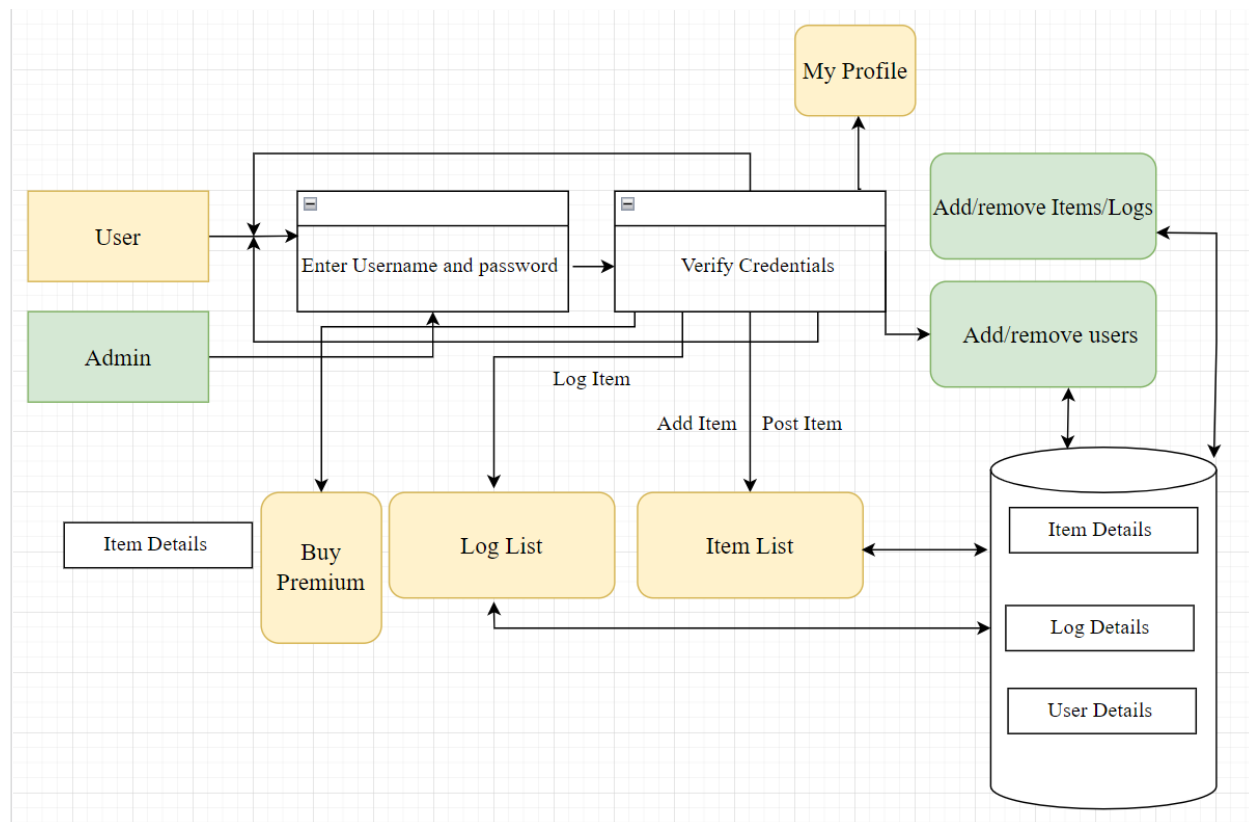 My Profile
Add/remove Items/Logs
User
Enter Username and password
Verify Credentials
Add/remove users
Admin
Log Item
Add Item
Post Item
Item Details
Buy
Premium
Log List
Item List
Item Details
Log Details
User Details